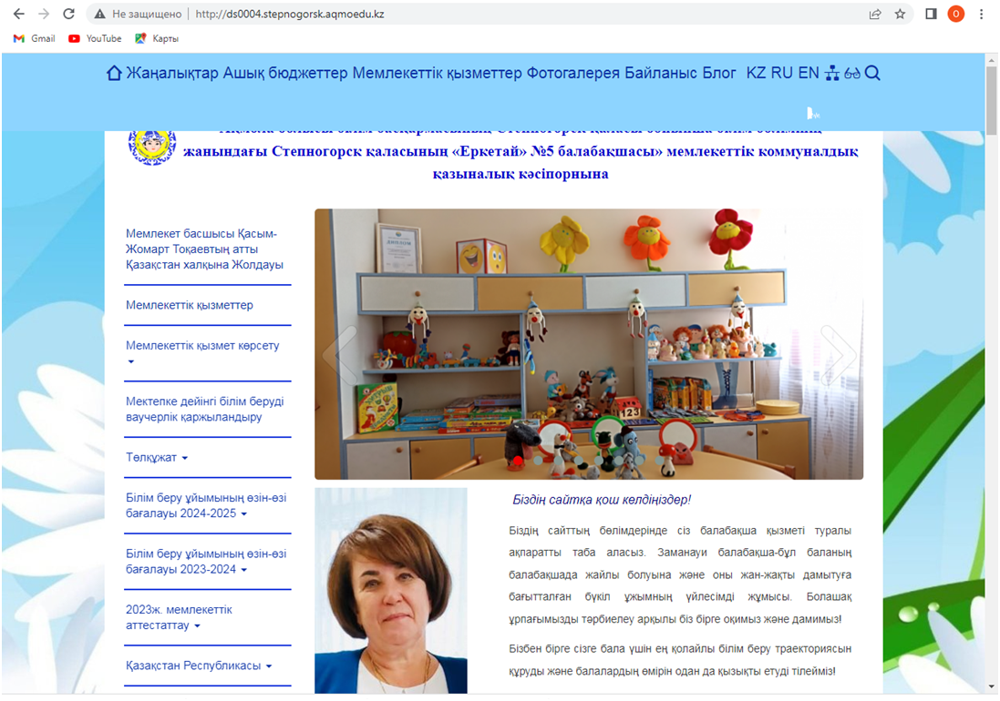 Не защищено | http://ds0004.stepnogorsk.aqmoedu.kz
О
Gmail YouTube Карты
Жаңалықтар Ашық бюджеттер Мемлекеттік қызметтер Фотогалерея Байланыс Блог KZ RU EN
жанындағы Степногорск қаласының «Еркетай» №5 балабақшасы» мемлекеттік коммуналдық
қазыналық кәсіпорнына
Мемлекет басшысы Қасым-
Жомарт Тоқаевтың атты
Қазақстан халқына Жолдауы
Мемлекеттік қызметтер
Мемлекеттік қызмет көрсету
Мектепке дейінгі білім беруді
ваучерлік қаржыландыру
Төлқұжат
Білім беру ұйымының өзін-өзі
бағалауы 2024-2025
Білім беру ұйымының өзін-өзі
бағалауы 2023-2024
2023ж. мемлекеттік
аттестаттау
Қазақстан Республикасы
ДИПЛОМ
123
Біздің сайтқа қош келдіңіздер!
Біздің сайттың бөлімдерінде сіз балабақша қызметі туралы
ақпаратты таба аласыз. Заманауи балабақша-бұл баланың
балабақшада жайлы болуына және оны жан-жақты дамытуға
бағытталған бүкіл ұжымның үйлесімді жұмысы. Болашақ
ұрпағымызды тәрбиелеу арқылы біз бірге оқимыз және дамимыз!
Бізбен бірге сізге бала үшін ең қолайлы білім беру траекториясын
құруды және балалардың өмірін одан да қызықты етуді тілейміз!